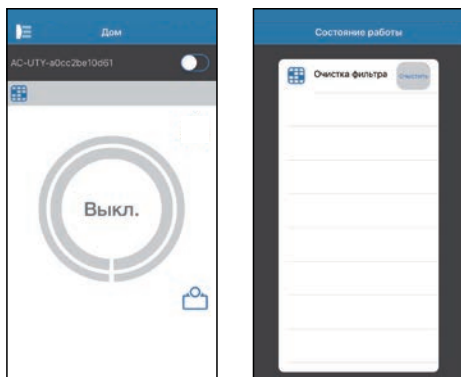 Дом
AC-UTY-a0cc2be10d61
Выкл.
Состояние работы
Очистка фильтра
Очистить